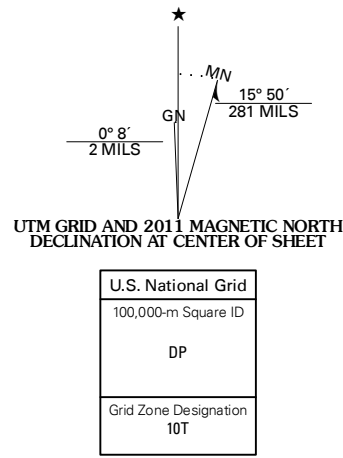 ★
MN
GN
15° 50´
281 MILS
0° 8´
2 MILS
UTM GRID AND 2011 MAGNETIC NORTH
DECLINATION AT CENTER OF SHEET
U.S. National Grid
100,000-m Square ID
DP
Grid Zone Designation
10T